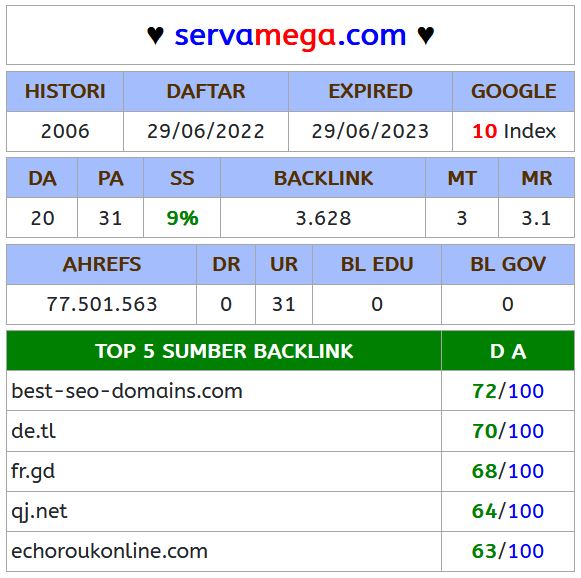 ♥ servamega.com ♥
HISTORI DAFTAR EXPIRED GOOGLE
2006 29/06/2022 29/06/2023 10 Index
DA PA SS BACKLINK MT MR
20 31 9% 3.628 3 3.1
AHREFS DR UR BL EDU BL GOV
77.501.563 0 31 0 0
TOP 5 SUMBER BACKLINK D A
best-seo-domains.com 72/100
de.tl 70/100
fr.gd 68/100
qj.net 64/100
echoroukonline.com 63/100